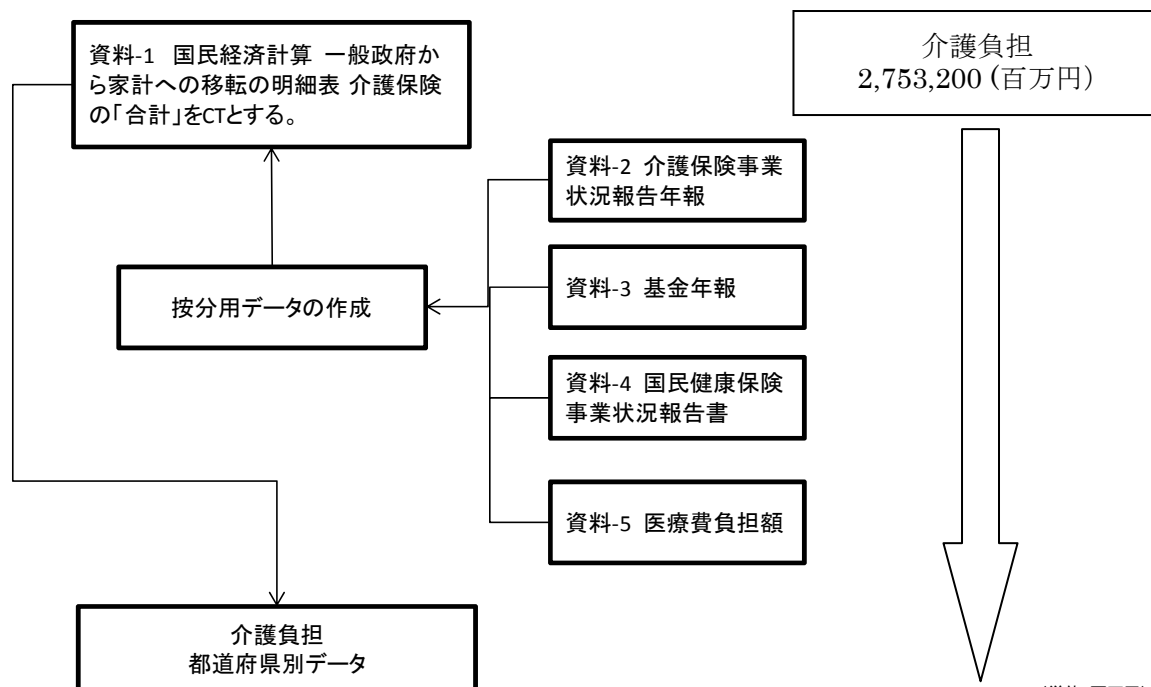 資料-1 国民経済計算 一般政府か
ら家計への移転の明細表 介護保険
の「合計」をCTとする。
介護負担
2,753,200 (百万円)
資料-2 介護保険事業
状況報告年報
按分用データの作成
資料-3 基金年報
資料-4 国民健康保険
事業状況報告書
資料-5 医療費負担額
介護負担
都道府県別データ